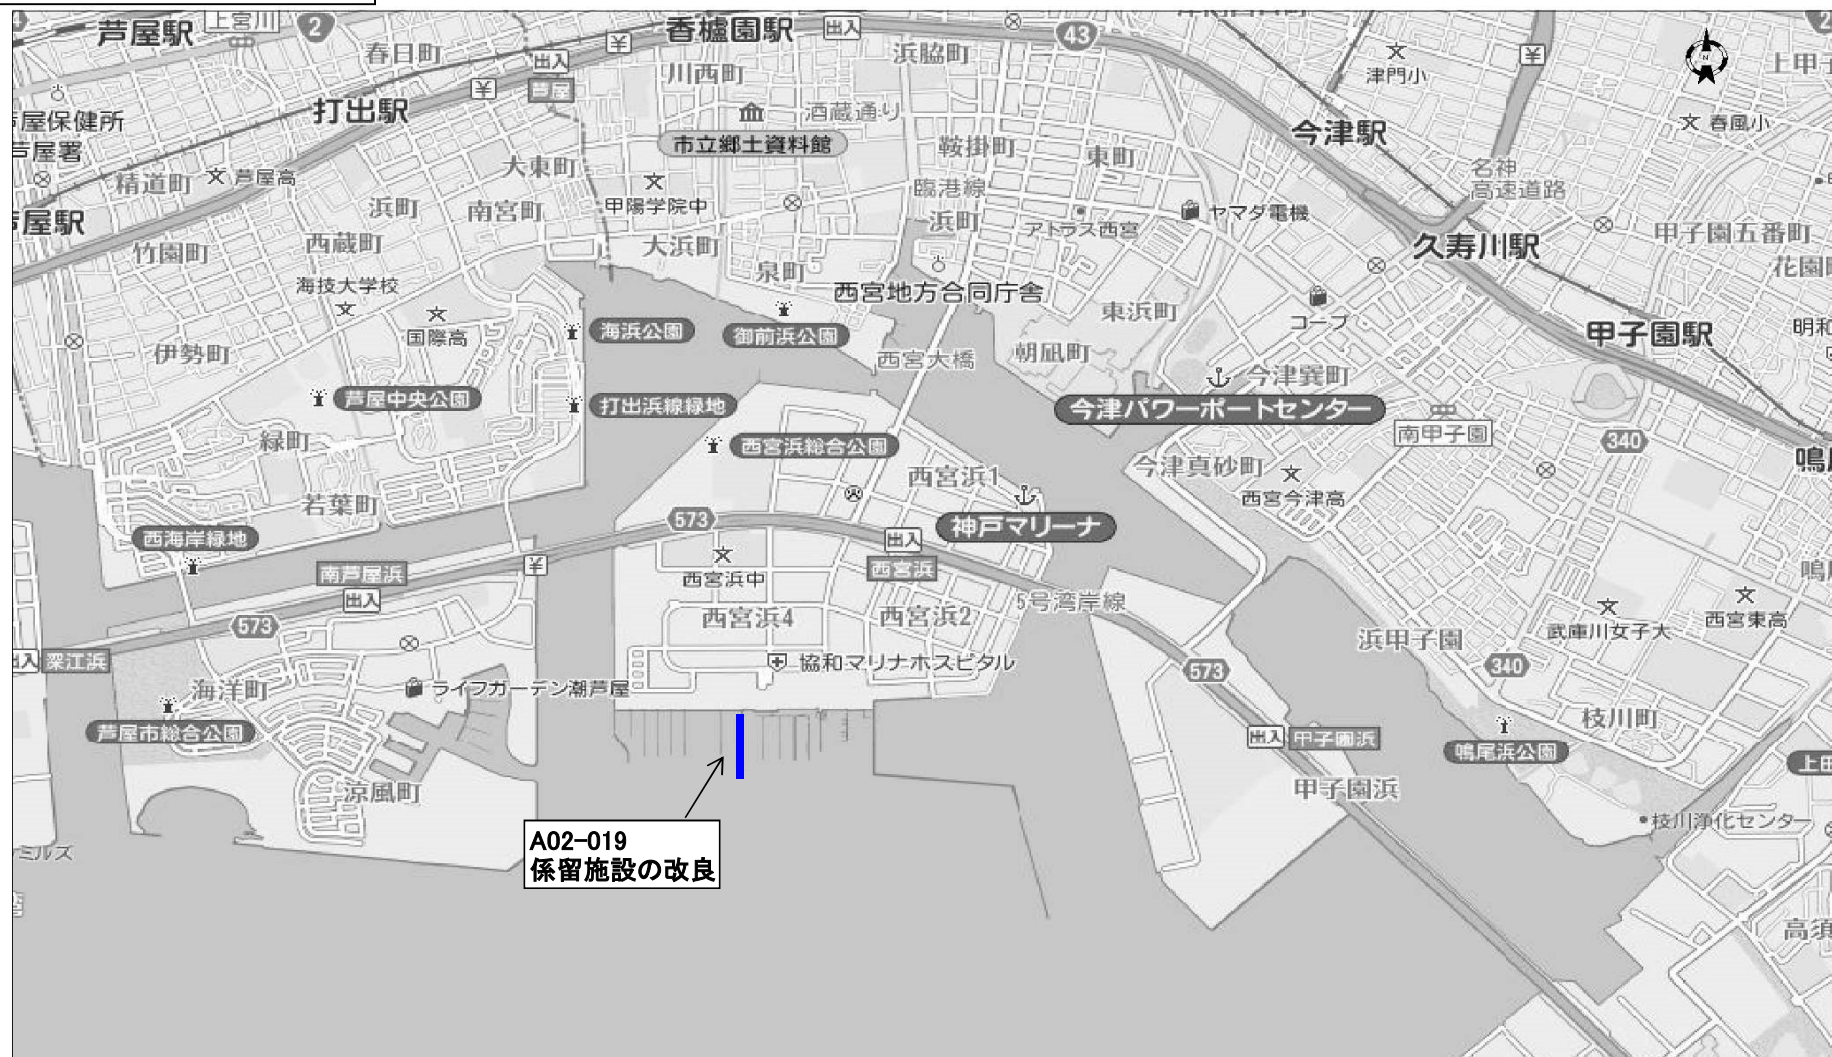 芦屋駅
上宮川
2
香櫨園駅
出入
43
春日町
出入
川西町
浜脇町
津門小
芦屋
打出駅
酒蔵通り
今津駅
春風小
芦屋保健所
芦屋署
市立郷土資料館
鞍掛町
東町
名神
高速道路
精道町
芦屋高
大東町
臨港線
浜町
南宮町
甲陽学院中
浜町
ヤマダ電機
芦屋駅
竹園町
西蔵町
大浜町
アトラス西宮
久寿川駅
甲子園五番町
泉町
海技大学校
西宮地方合同庁舎
東浜町
コープ
国際高
海浜公園
御前浜公園
甲子園駅
伊勢町
西宮大橋
朝凪町
今津巽町
芦屋中央公園
打出浜線緑地
今津パワーボートセンター
緑町
西宮浜総合公園
南甲子園
340
若葉町
西宮浜1
今津真砂町
西宮今津高
573
神戸マリーナ
西海岸緑地
出入
南芦屋浜
西宮浜中
西宮浜
出入
5号湾岸線
573
西宮浜4
西宮浜2
武庫川女子大
西宮東高
浜甲子園
出入
深江浜
協和マリナホスピタル
573
340
海洋町
ライフガーデン潮芦屋
芦屋市総合公園
枝川町
出入
甲子園浜
鳴尾浜公園
涼風町
甲子園浜
枝川浄化センター
A02-019
係留施設の改良